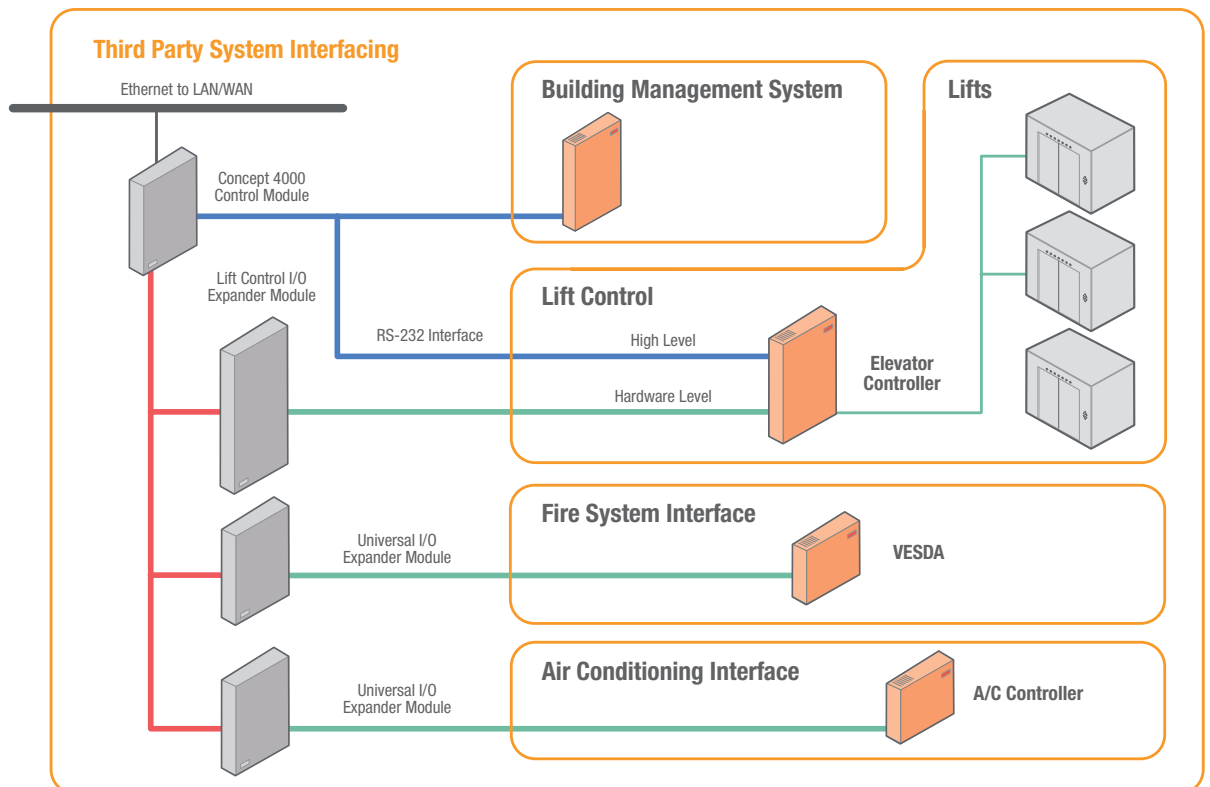 Third Party System Interfacing
Ethernet to LAN/WAN
Concept 4000
Control Module
Building Management System
Lifts
Lift Control I/O
Expander Module
Lift Control
RS-232 Interface
High Level
Elevator
Controller
Hardware Level
Fire System Interface
Universal I/O
Expander Module
VESDA
Air Conditioning Interface
Universal I/O
Expander Module
A/C Controller